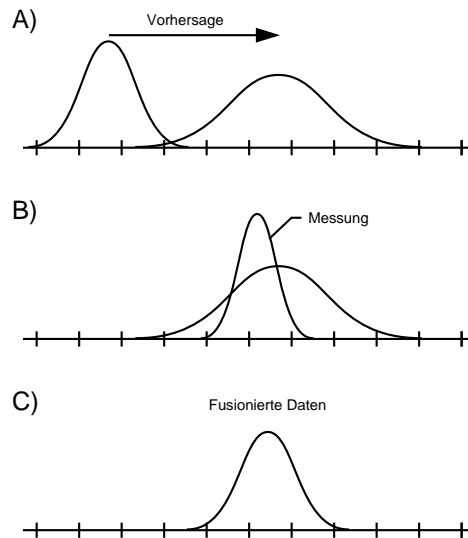 A)
Vorhersage
B)
Messung
C)
Fusionierte Daten